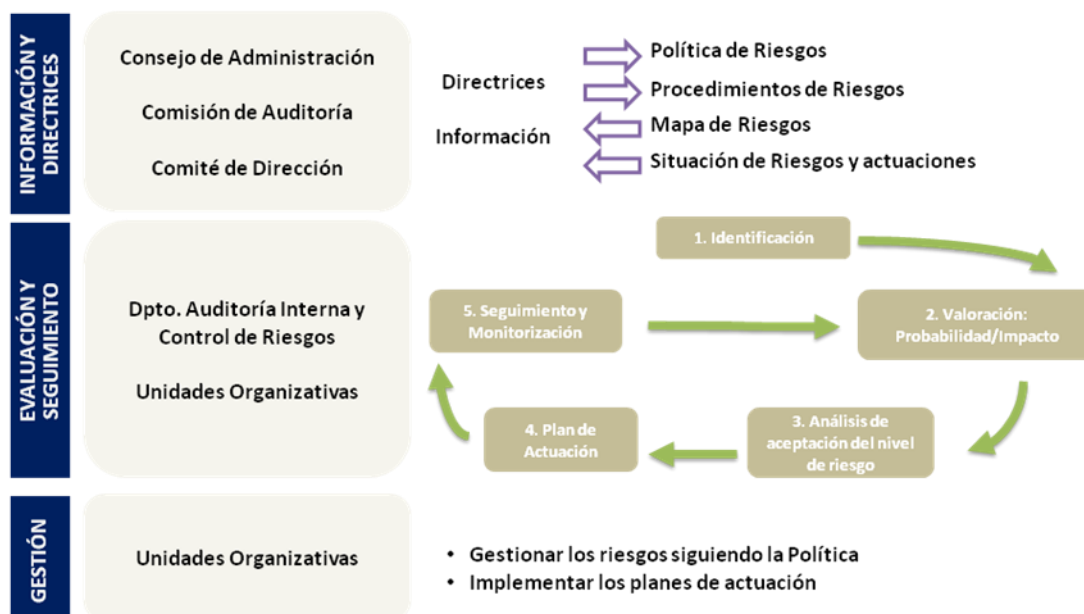 INFORMACIÓN Y
DIRECTRICES
Consejo de Administración
Comisión de Auditoría
Comité de Dirección
Directrices
Información
Política de Riesgos
Procedimientos de Riesgos
Mapa de Riesgos
Situación de Riesgos y actuaciones
EVALUACIÓN Y
SEGUIMIENTO
Dpto. Auditoría Interna y
Control de Riesgos
Unidades Organizativas
1. Identificación
2. Valoración:
Probabilidad/Impacto
3. Análisis de
aceptación del nivel
de riesgo
4. Plan de
Actuación
5. Seguimiento y
Monitorización
GESTIÓN
Unidades Organizativas
• Gestionar los riesgos siguiendo la Política
• Implementar los planes de actuación